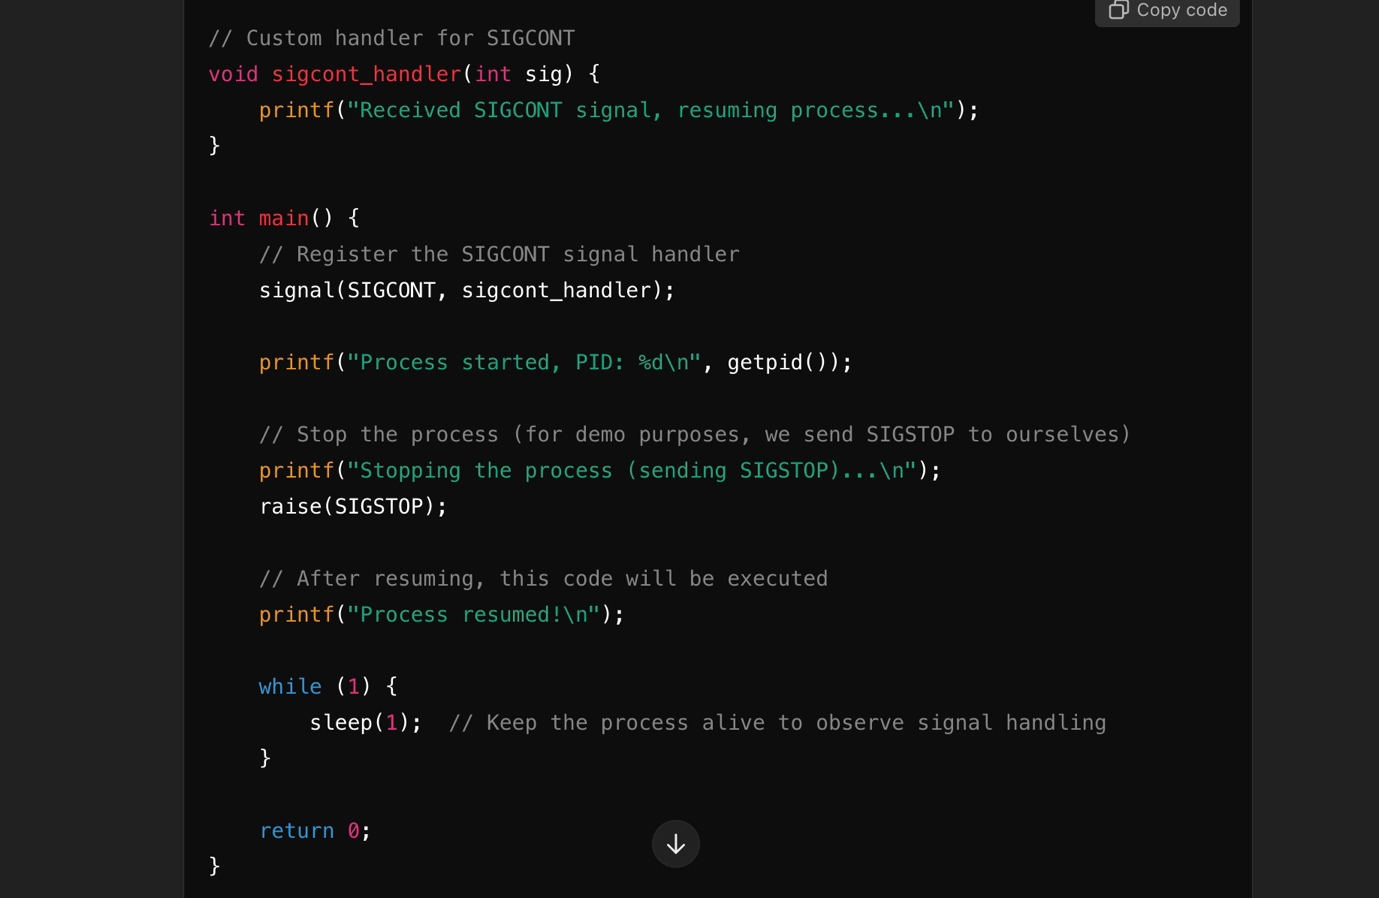 Copy code
// Custom handler for SIGCONT
void sigcont_handler(int sig) {
    printf("Received SIGCONT signal, resuming process...\n");
}

int main() {
    // Register the SIGCONT signal handler
    signal(SIGCONT, sigcont_handler);

    printf("Process started, PID: %d\n", getpid());

    // Stop the process (for demo purposes, we send SIGSTOP to ourselves)
    printf("Stopping the process (sending SIGSTOP)...\n");
    raise(SIGSTOP);

    // After resuming, this code will be executed
    printf("Process resumed!\n");

    while (1) {
        sleep(1);  // Keep the process alive to observe signal handling
    }

    return 0;
}